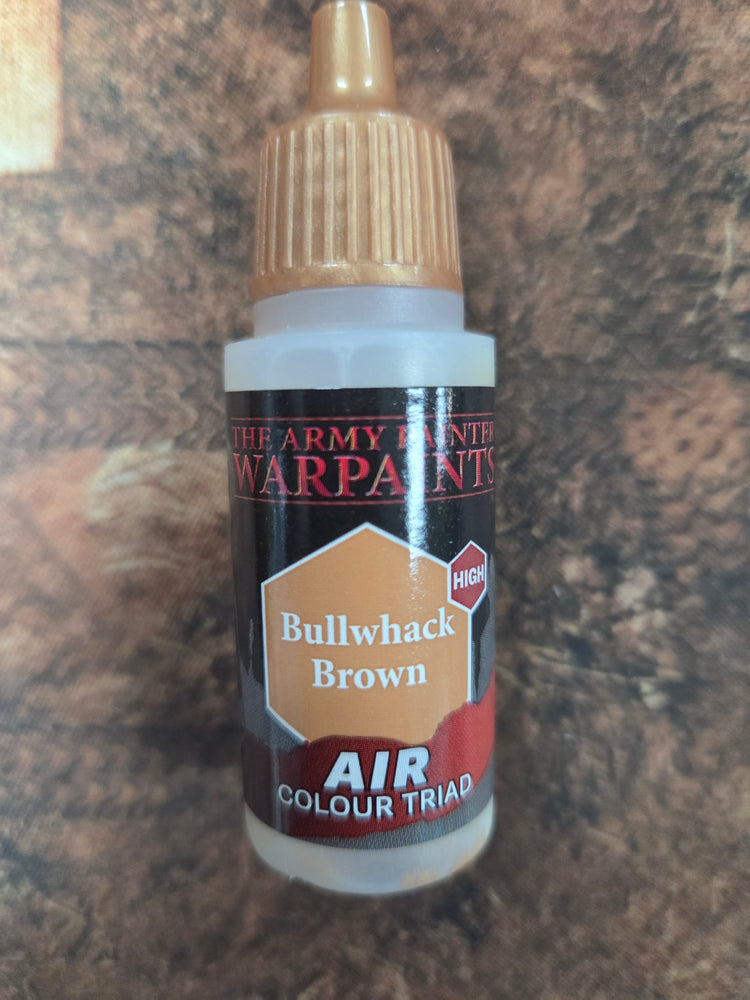 THE ARMY PAINTER
WARPAINTS
HIGH
Bullwhack
Brown
AIR
COLOUR TRIAD